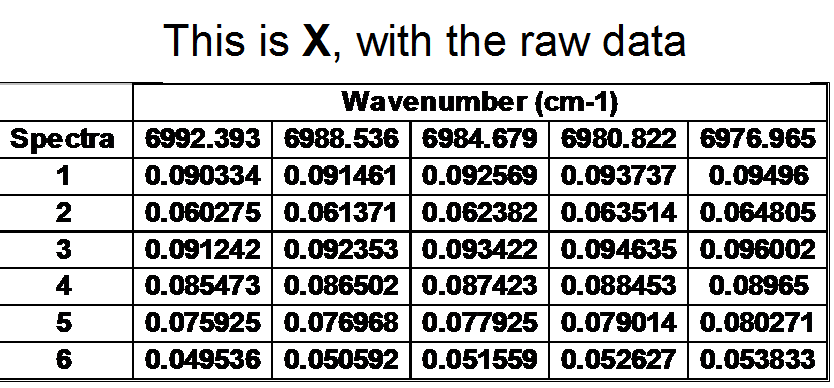 This is X, with the raw data
Wavenumber (cm-1)
Spectra 6992.393 6988.536 6984.679 6980.822 6976.965
1 0.090334 0.091461 0.092569 0.093737 0.09496
2 0.060275 0.061371 0.062382 0.063514 0.064805
3 0.091242 0.092353 0.093422 0.094635 0.096002
4 0.085473 0.086502 0.087423 0.088453 0.08965
5 0.075925 0.076968 0.077925 0.079014 0.080271
6 0.049536 0.050592 0.051559 0.052627 0.053833